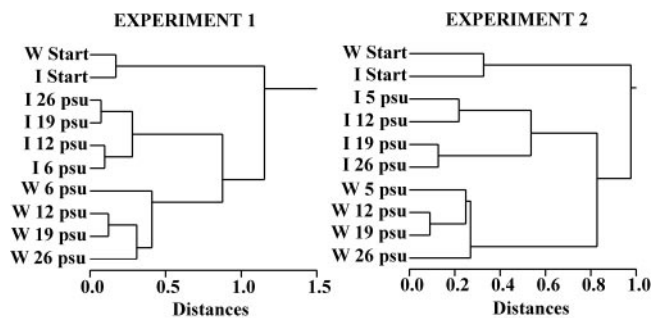 EXPERIMENT 1
W Start
I Start
I 26 psu
I 19 psu
I 12 psu
I 6 psu
W 6 psu
W 12 psu
W 19 psu
W 26 psu
0.0 0.5 1.0 1.5
Distances
EXPERIMENT 2
W Start
I Start
I 5 psu
I 12 psu
I 19 psu
I 26 psu
W 5 psu
W 12 psu
W 19 psu
W 26 psu
0.0 0.2 0.4 0.6 0.8 1.0
Distances